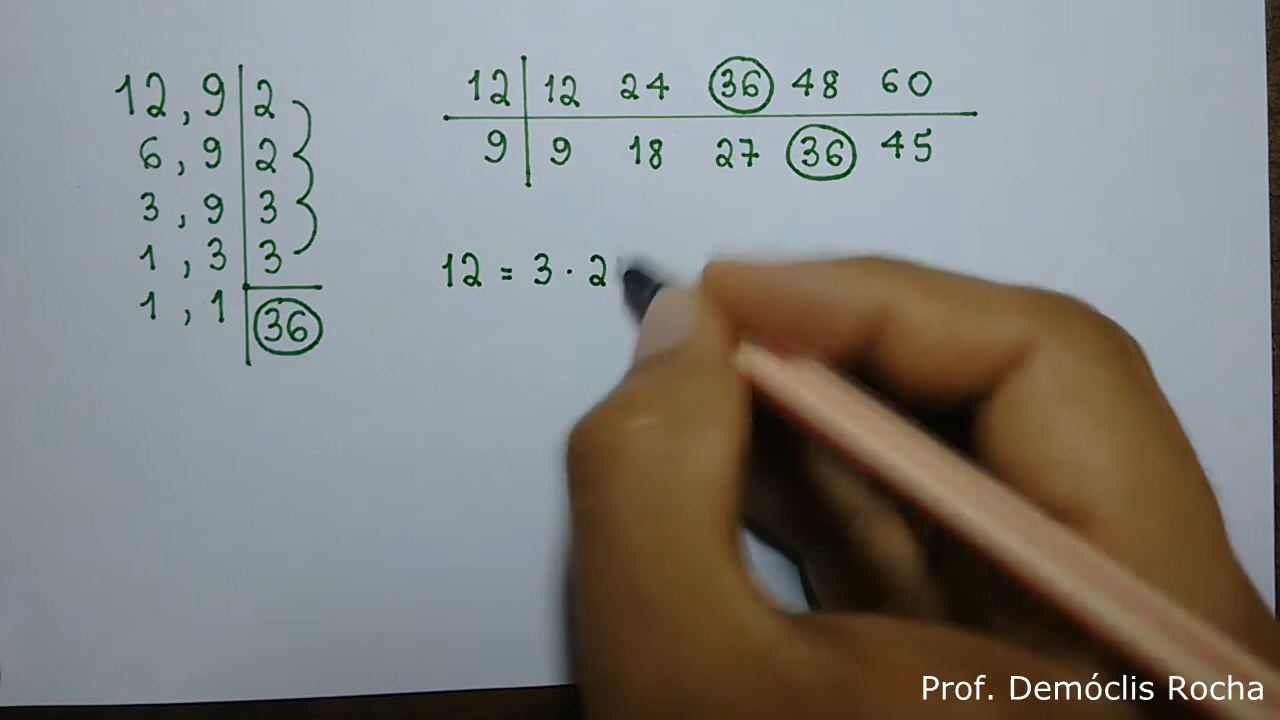 12, 9 | 2
6, 9 | 2
3, 9 | 3
1, 3 | 3
1, 1 | 36
12 | 12 24 36 48 60
9 | 9 18 27 36 45
12 = 3 · 2
Prof. Demóclis Rocha